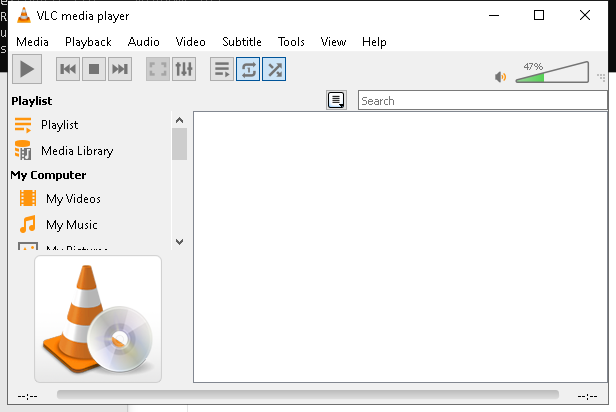 VLC media player
Media Playback Audio Video Subtitle Tools View Help
47%
Playlist
Search
Playlist
Media Library
My Computer
My Videos
My Music
My Pictures
--:-- --:--